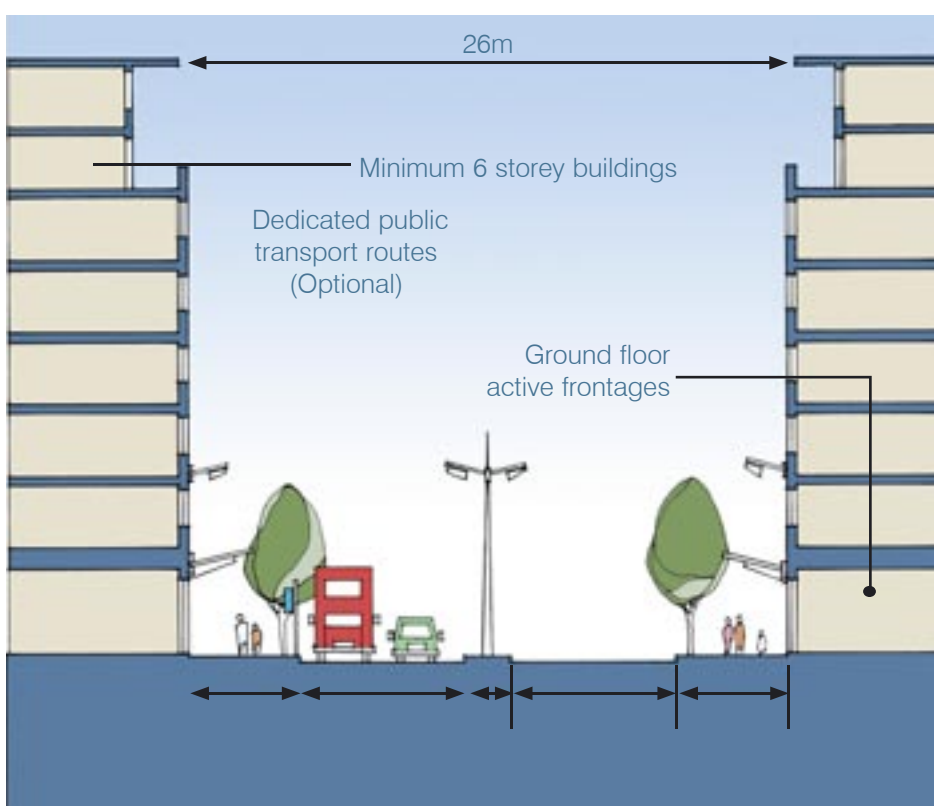 26m
Minimum 6 storey buildings
Dedicated public
transport routes
(Optional)
Ground floor
active frontages